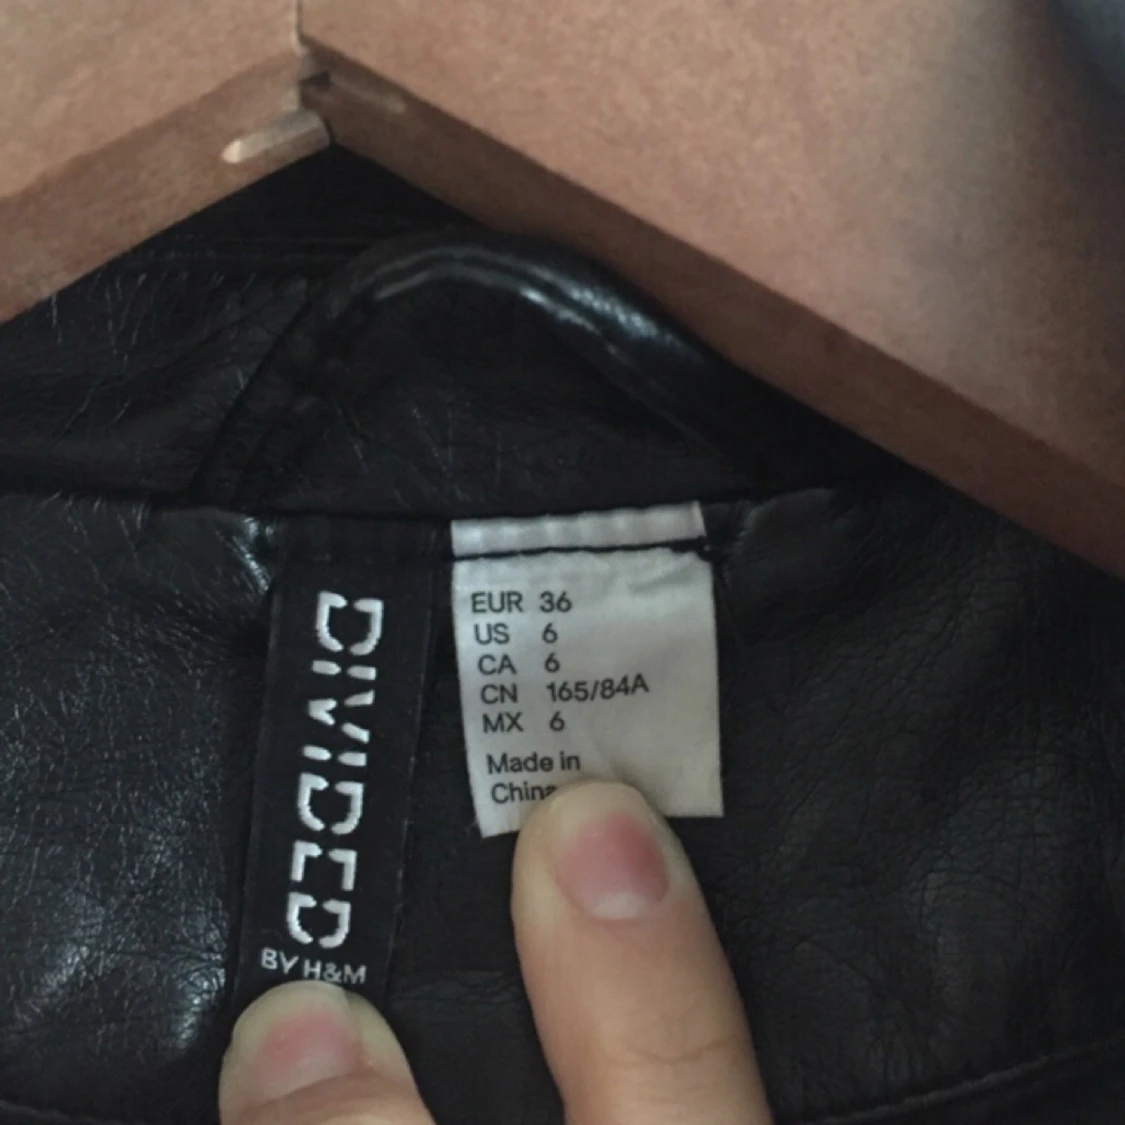 DIVIDED
BY H&M
EUR 36
US 6
CA 6
CN 165/84A
MX 6
Made in
China